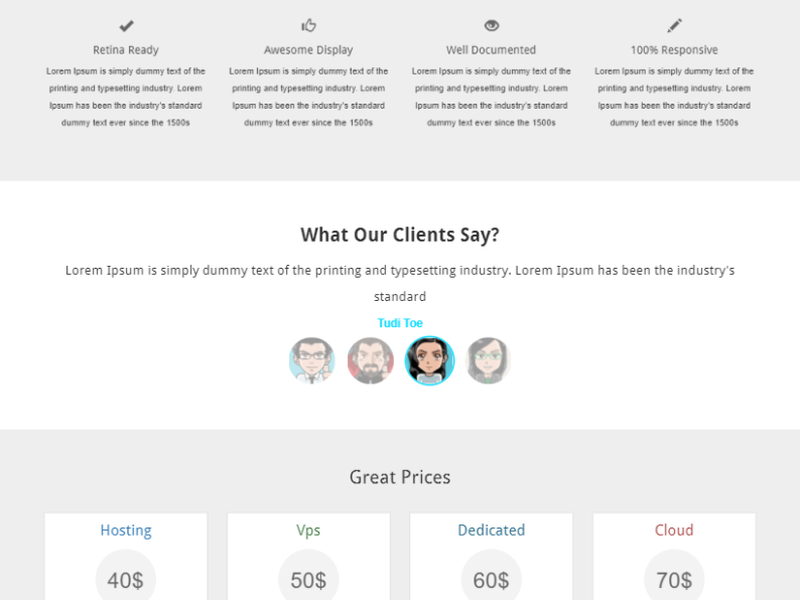 Retina Ready
Lorem Ipsum is simply dummy text of the
printing and typesetting industry. Lorem
Ipsum has been the industry's standard
dummy text ever since the 1500s
Awesome Display
Lorem Ipsum is simply dummy text of the
printing and typesetting industry. Lorem
Ipsum has been the industry's standard
dummy text ever since the 1500s
Well Documented
Lorem Ipsum is simply dummy text of the
printing and typesetting industry. Lorem
Ipsum has been the industry's standard
dummy text ever since the 1500s
100% Responsive
Lorem Ipsum is simply dummy text of the
printing and typesetting industry. Lorem
Ipsum has been the industry's standard
dummy text ever since the 1500s
What Our Clients Say?
Lorem Ipsum is simply dummy text of the printing and typesetting industry. Lorem Ipsum has been the industry's
standard
Tudi Toe
Great Prices
Hosting
40$
Vps
50$
Dedicated
60$
Cloud
70$